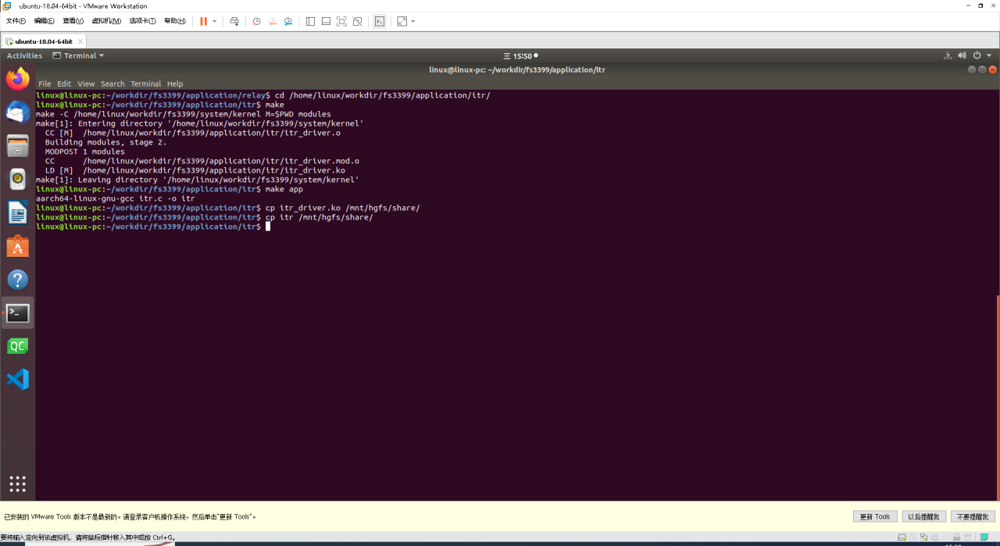 ubuntu-18.04-64bit - VMware Workstation
文件(F) 编辑(E) 查看(V) 虚拟机(M) 选项卡(T) 帮助(H)
ubuntu-18.04-64bit
Activities Terminal 三 15:50
linux@linux-pc: ~/workdir/fs3399/application/itr
File Edit View Search Terminal Help
linux@linux-pc:~/workdir/fs3399/application/relay$ cd /home/linux/workdir/fs3399/application/itr/
linux@linux-pc:~/workdir/fs3399/application/itr$ make
make -C /home/linux/workdir/fs3399/system/kernel M=$PWD modules
make[1]: Entering directory '/home/linux/workdir/fs3399/system/kernel'
CC [M] /home/linux/workdir/fs3399/application/itr/itr_driver.o
Building modules, stage 2.
MODPOST 1 modules
CC /home/linux/workdir/fs3399/application/itr/itr_driver.mod.o
LD [M] /home/linux/workdir/fs3399/application/itr/itr_driver.ko
make[1]: Leaving directory '/home/linux/workdir/fs3399/system/kernel'
linux@linux-pc:~/workdir/fs3399/application/itr$ make app
aarch64-linux-gnu-gcc itr.c -o itr
linux@linux-pc:~/workdir/fs3399/application/itr$ cp itr_driver.ko /mnt/hgfs/share/
linux@linux-pc:~/workdir/fs3399/application/itr$ cp itr /mnt/hgfs/share/
linux@linux-pc:~/workdir/fs3399/application/itr$
QC
已安装的 VMware Tools 版本不是最新的。请登录客户机操作系统，然后单击"更新 Tools"。 更新 Tools 以后提醒我 不要提醒我
要将输入定向到该虚拟机，请将鼠标指针移入其中或按 Ctrl+G。